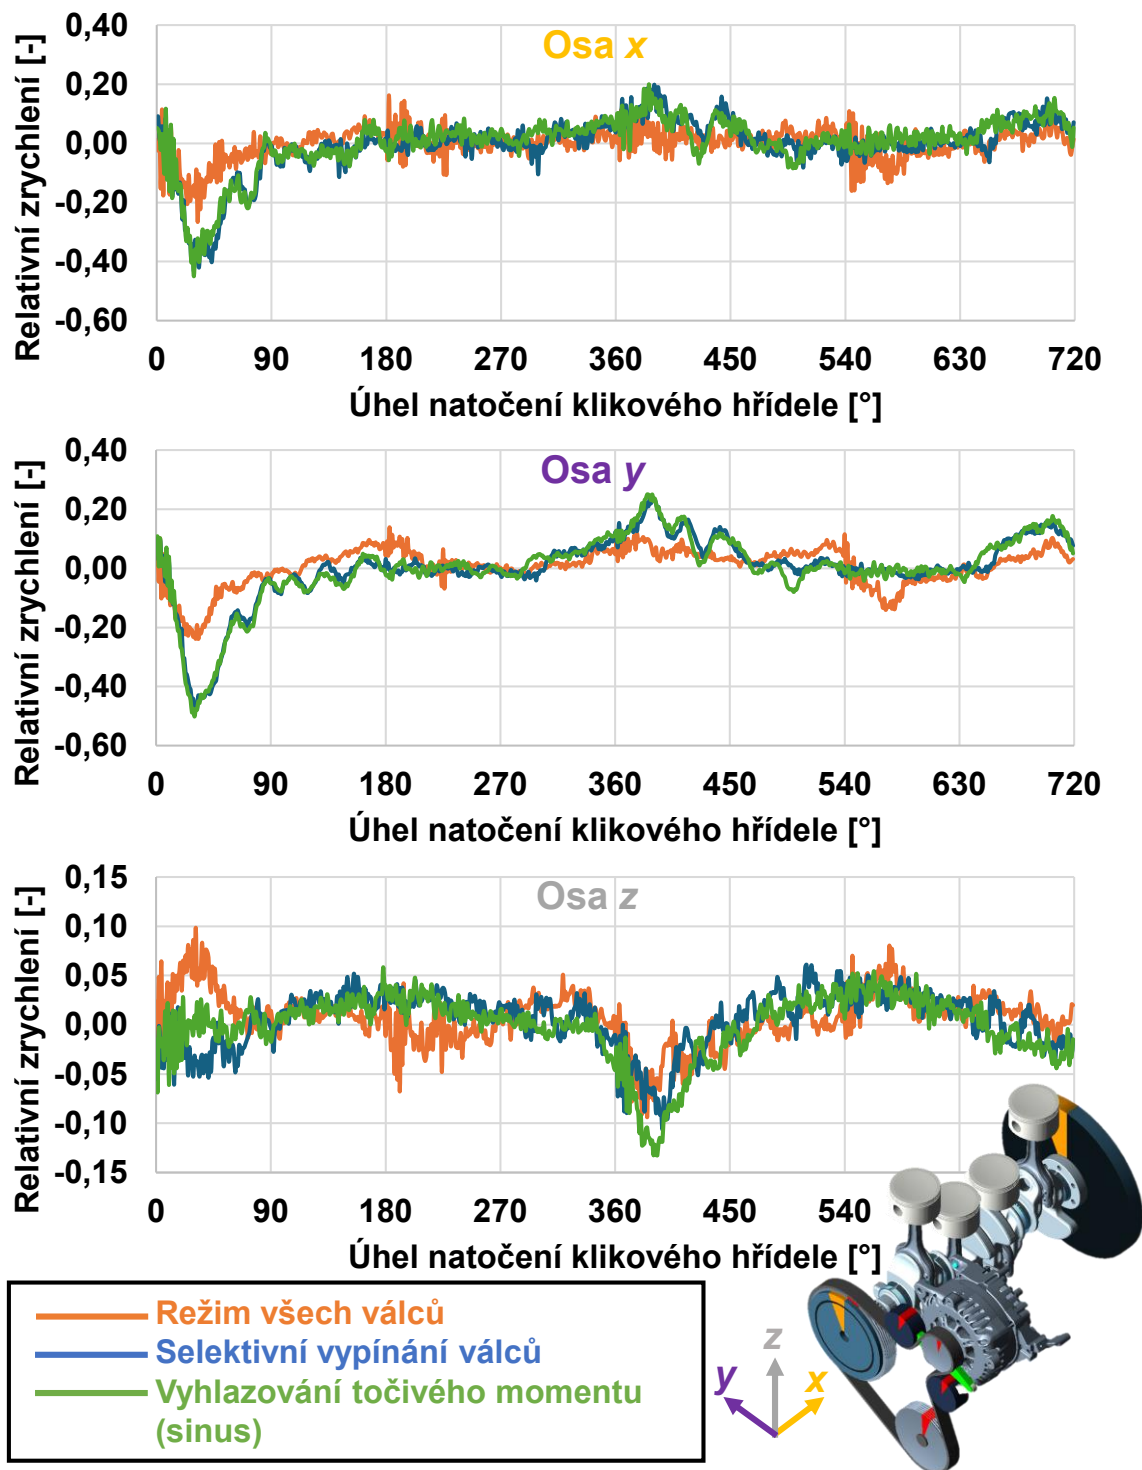 Osa x
Relativní zrychlení [-]
0,40
0,20
0,00
-0,20
-0,40
-0,60
0 90 180 270 360 450 540 630 720
Úhel natočení klikového hřídele [°]
Osa y
Relativní zrychlení [-]
0,40
0,20
0,00
-0,20
-0,40
-0,60
0 90 180 270 360 450 540 630 720
Úhel natočení klikového hřídele [°]
Osa z
Relativní zrychlení [-]
0,15
0,10
0,05
0,00
-0,05
-0,10
-0,15
0 90 180 270 360 450 540
Úhel natočení klikového hřídele [°]
Režim všech válců
Selektivní vypínání válců
Vyhlazování točivého momentu
(sinus)
z
y
x